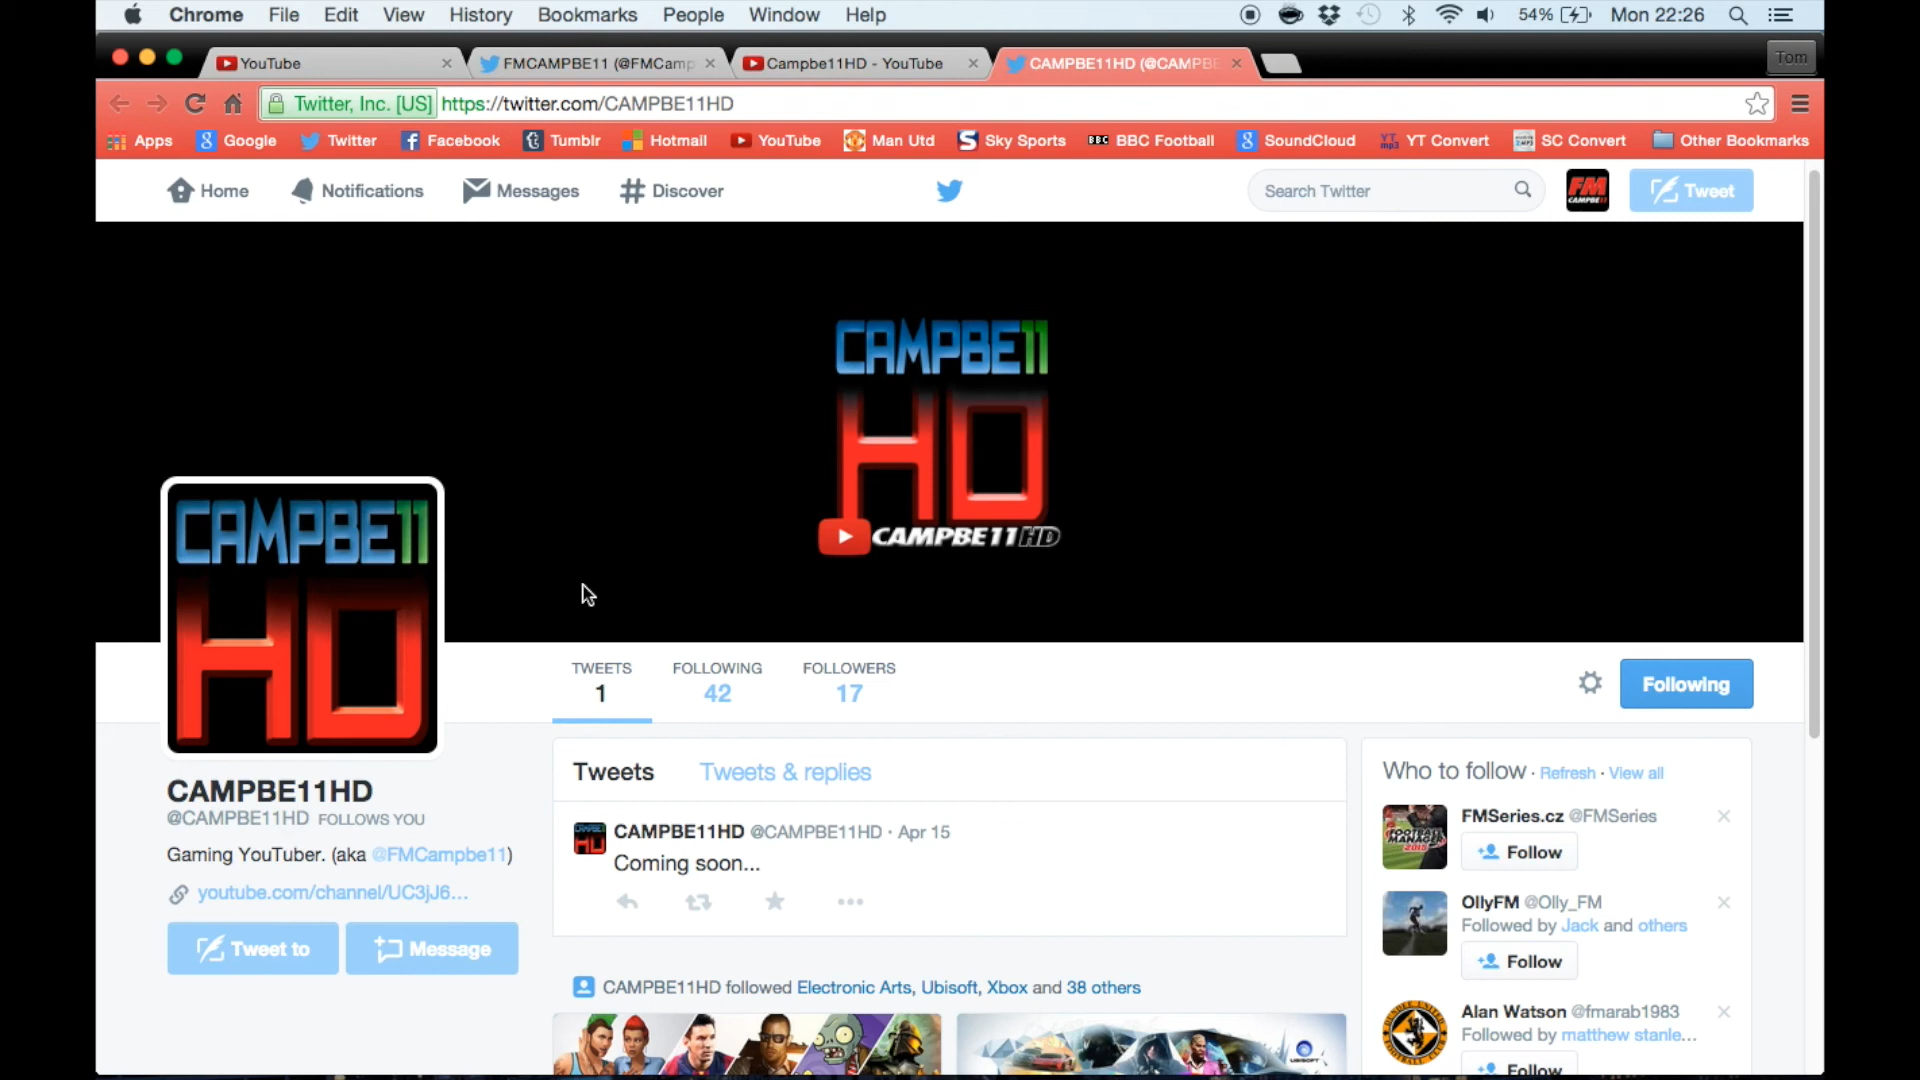 Chrome File Edit View History Bookmarks People Window Help 54% Mon 22:26
YouTube FMCAMPBE11 (@FMCamp Campbe11HD - YouTube CAMPBE11HD (@CAMPBE Tom
Twitter, Inc. [US] https://twitter.com/CAMPBE11HD
Apps Google Twitter Facebook Tumblr Hotmail YouTube Man Utd Sky Sports BBC BBC Football SoundCloud YT Convert SC Convert Other Bookmarks
Home Notifications Messages Discover Search Twitter FM CAMPBE11 Tweet
CAMPBE11
HD
CAMPBE11HD
CAMPBE11
HD
TWEETS FOLLOWING FOLLOWERS
1 42 17
Following
CAMPBE11HD
@CAMPBE11HD FOLLOWS YOU
Gaming YouTuber. (aka @FMCampbe11)
youtube.com/channel/UC3jJ6...
Tweet to Message
Tweets Tweets & replies
CAMPBE11HD @CAMPBE11HD · Apr 15
Coming soon...
CAMPBE11HD followed Electronic Arts, Ubisoft, Xbox and 38 others
UBISOFT
Who to follow · Refresh · View all
FMSeries.cz @FMSeries
Follow
OllyFM @Olly_FM
Followed by Jack and others
Follow
Alan Watson @fmarab1983
Followed by matthew stanle...
Follow